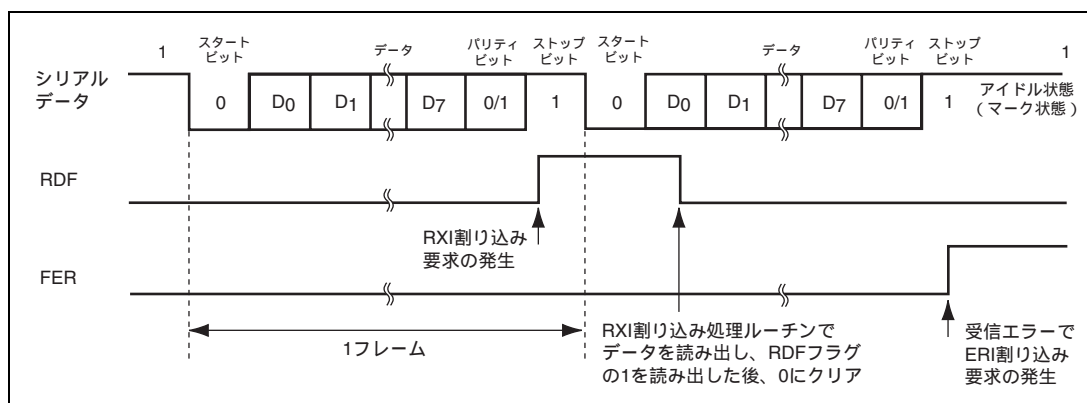 1 スタート
ビット データ パリティ
ビット ストップ
ビット スタート
ビット データ パリティ
ビット ストップ
ビット 1
シリアル
データ
0 D0 D1 D7 0/1 1 0 D0 D1 D7 0/1 1 アイドル状態
(マーク状態)
RDF
RXI割り込み
要求の発生
FER
1フレーム
RXI割り込み処理ルーチンで
データを読み出し、RDFフラグ
の1を読み出した後、0にクリア
受信エラーで
ERI割り込み
要求の発生